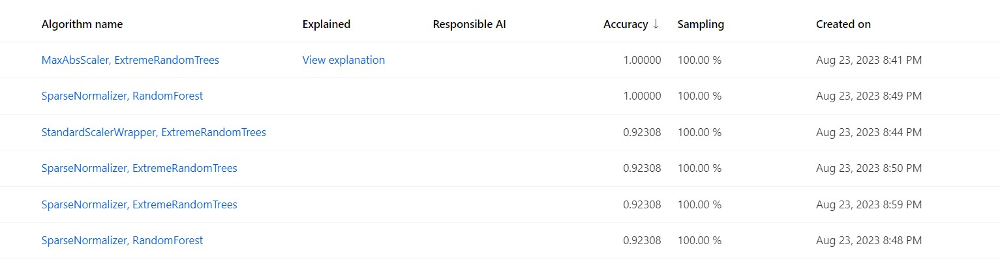 Algorithm name Explained Responsible AI Accuracy ↓ Sampling Created on
MaxAbsScaler, ExtremeRandomTrees View explanation 1.00000 100.00 % Aug 23, 2023 8:41 PM
SparseNormalizer, RandomForest 1.00000 100.00 % Aug 23, 2023 8:49 PM
StandardScalerWrapper, ExtremeRandomTrees 0.92308 100.00 % Aug 23, 2023 8:44 PM
SparseNormalizer, ExtremeRandomTrees 0.92308 100.00 % Aug 23, 2023 8:50 PM
SparseNormalizer, ExtremeRandomTrees 0.92308 100.00 % Aug 23, 2023 8:59 PM
SparseNormalizer, RandomForest 0.92308 100.00 % Aug 23, 2023 8:48 PM